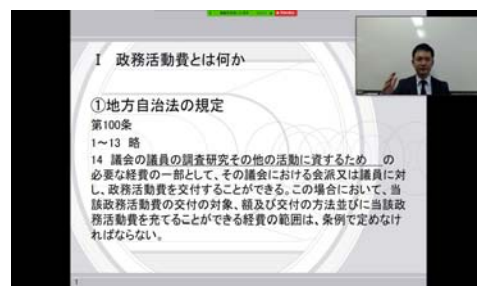 Ⅰ 政務活動費とは何か
①地方自治法の規定
第100条
1～13 略
14 議会の議員の調査研究その他の活動に資するため の
必要な経費の一部として、その議会における会派又は議員に対
し、政務活動費を交付することができる。この場合において、当
該政務活動費の交付の対象、額及び交付の方法並びに当該政
務活動費を充てることができる経費の範囲は、条例で定めなけ
ればならない。
1